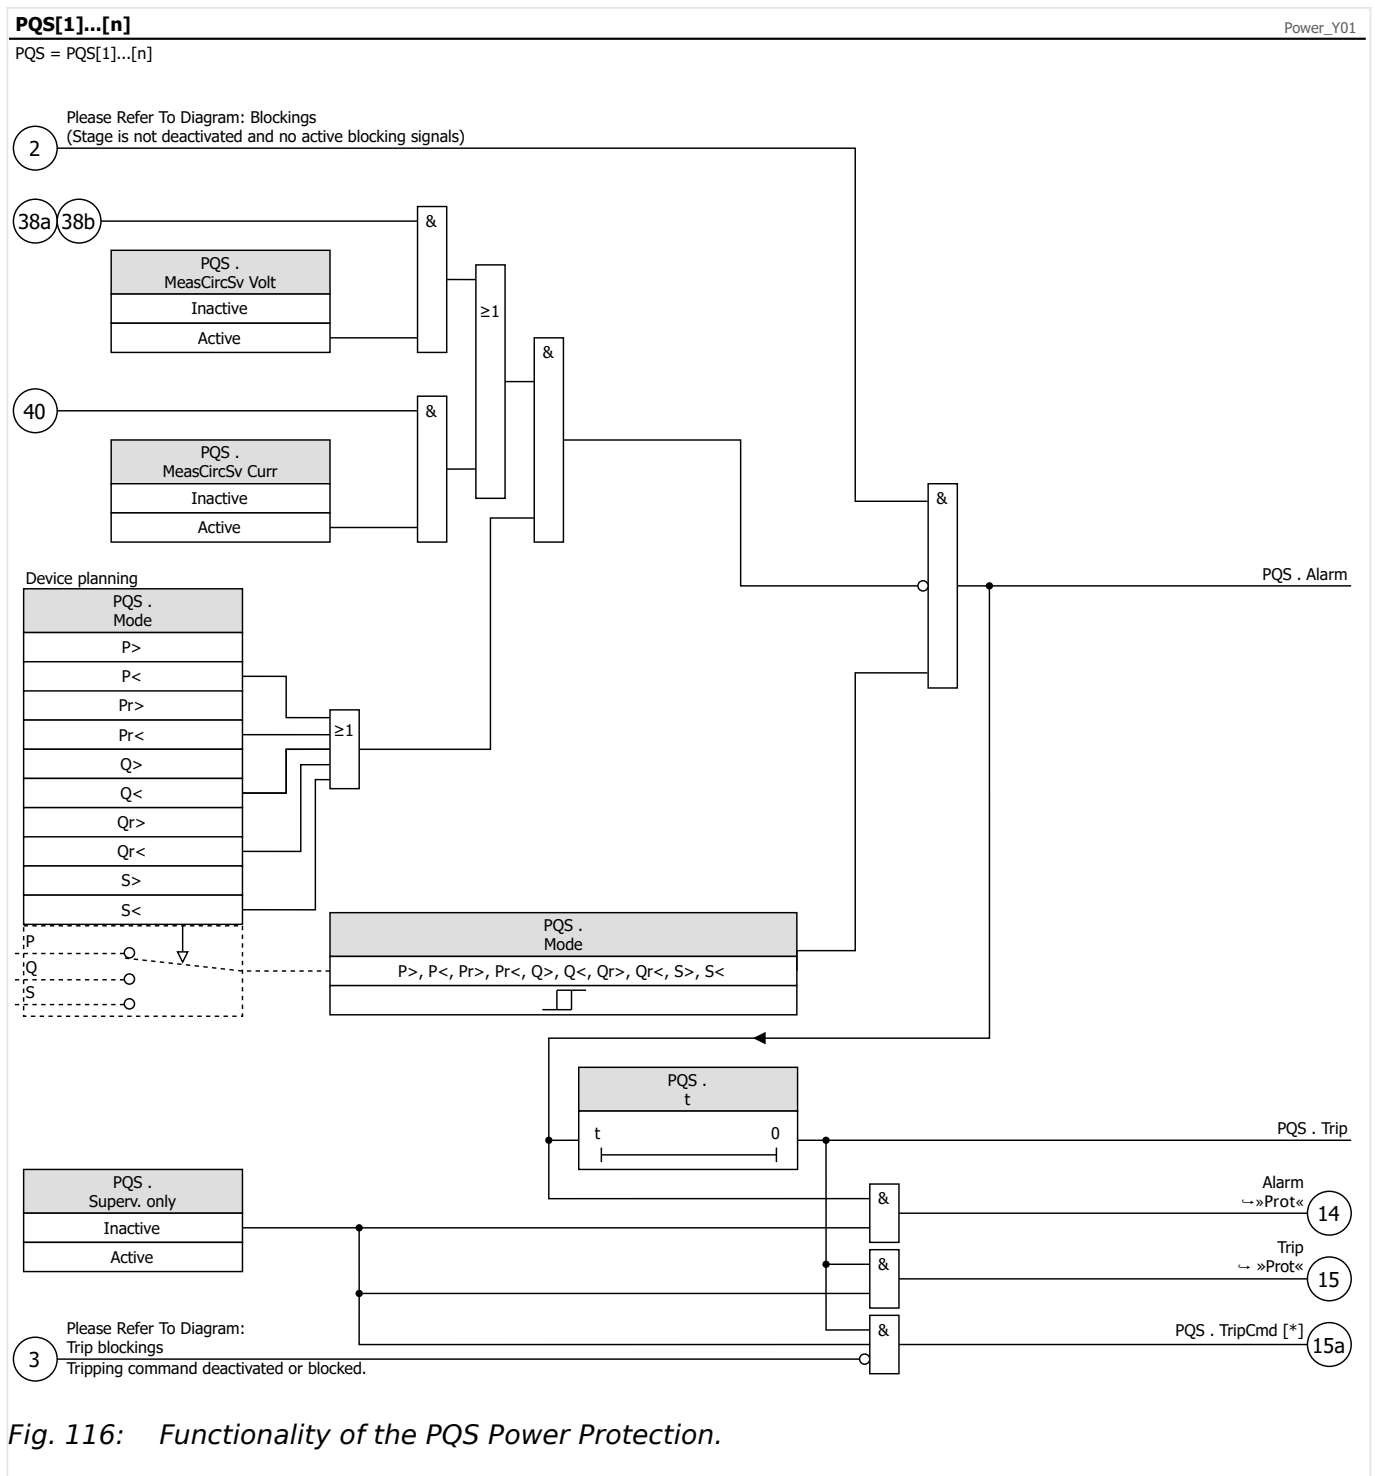 PQS[1]...[n]
Power_Y01
PQS = PQS[1]...[n]
Please Refer To Diagram: Blockings
(Stage is not deactivated and no active blocking signals)
2
38a 38b
&
PQS .
MeasCircSv Volt
Inactive
Active
≥1
&
40
&
PQS .
MeasCircSv Curr
Inactive
Active
&
PQS . Alarm
Device planning
PQS .
Mode
P>
P<
Pr>
Pr<
≥1
Q>
Q<
Qr>
Qr<
S>
S<
P
Q
S
PQS .
Mode
P>, P<, Pr>, Pr<, Q>, Q<, Qr>, Qr<, S>, S<
PQS .
t
t 0
PQS . Trip
PQS .
Superv. only
Inactive
Active
&
Alarm
↪»Prot«
14
&
Trip
↪ »Prot«
15
&
PQS . TripCmd [*]
15a
Please Refer To Diagram:
Trip blockings
3
Tripping command deactivated or blocked.
Fig. 116: Functionality of the PQS Power Protection.